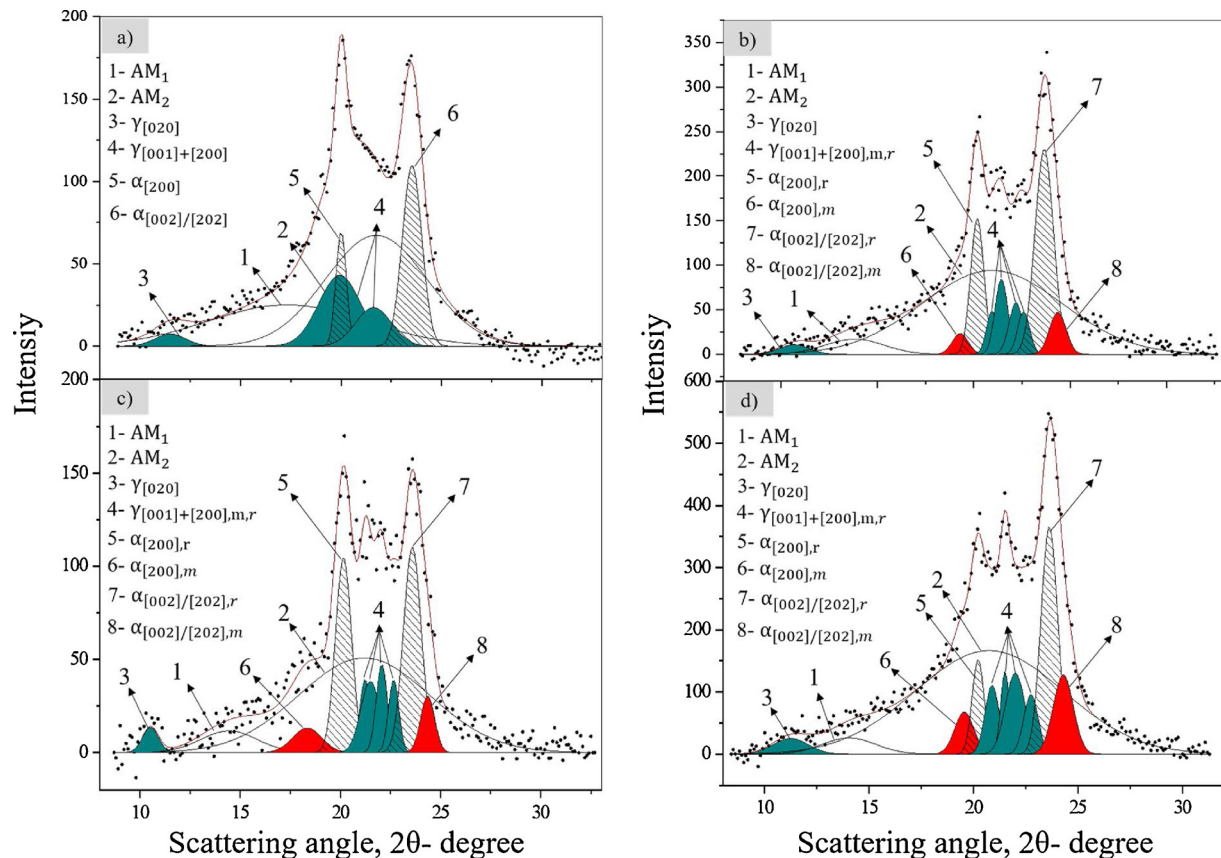 Intensiy
a)
1- AM₁
2- AM₂
3- γ[020]
4- γ[001]+[200]
5- α[200]
6- α[002]/[202]
200
150
100
50
0
1
2
3
4
5
6
b)
1- AM₁
2- AM₂
3- γ[020]
4- γ[001]+[200],m,r
5- α[200],r
6- α[200],m
7- α[002]/[202],r
8- α[002]/[202],m
350
300
250
200
150
100
50
0
1
2
3
4
5
6
7
8
c)
1- AM₁
2- AM₂
3- γ[020]
4- γ[001]+[200],m,r
5- α[200],r
6- α[200],m
7- α[002]/[202],r
8- α[002]/[202],m
200
150
100
50
0
1
2
3
4
5
6
7
8
10 15 20 25 30
Scattering angle, 2θ- degree
Intensiy
d)
1- AM₁
2- AM₂
3- γ[020]
4- γ[001]+[200],m,r
5- α[200],r
6- α[200],m
7- α[002]/[202],r
8- α[002]/[202],m
600
500
400
300
200
100
0
1
2
3
4
5
6
7
8
10 15 20 25 30
Scattering angle, 2θ- degree